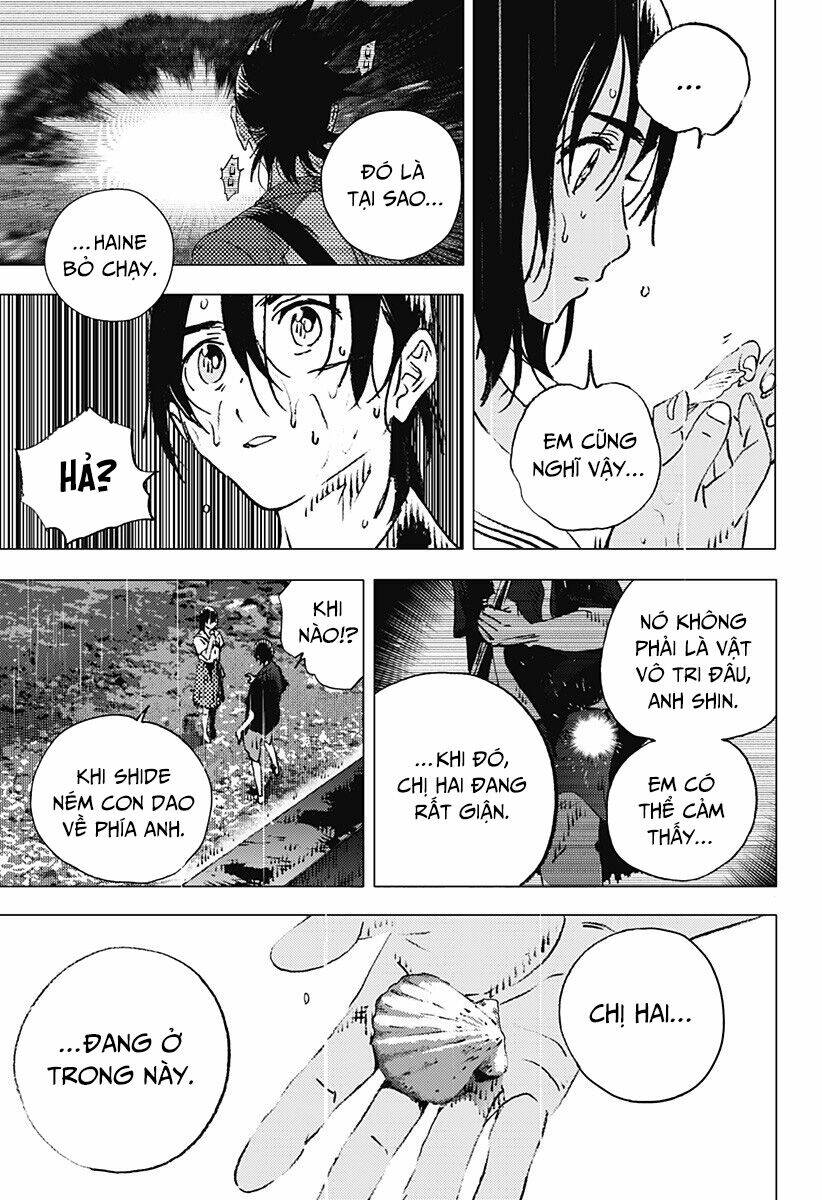 ...
EM CŨNG
NGHĨ VẬY...
ĐÓ LÀ
TẠI SAO...
...HAINE
BỎ CHẠY.
HẢ?
NÓ KHÔNG
PHẢI LÀ VẬT
VÔ TRI ĐÂU,
ANH SHIN.
EM CÓ
THỂ CẢM
THẤY...
...KHI ĐÓ,
CHỊ HAI ĐANG
RẤT GIẬN.
KHI
NÀO!?
KHI SHIDE
NÉM CON DAO
VỀ PHÍA ANH.
CHỊ HAI...
...ĐANG Ở
TRONG NÀY.